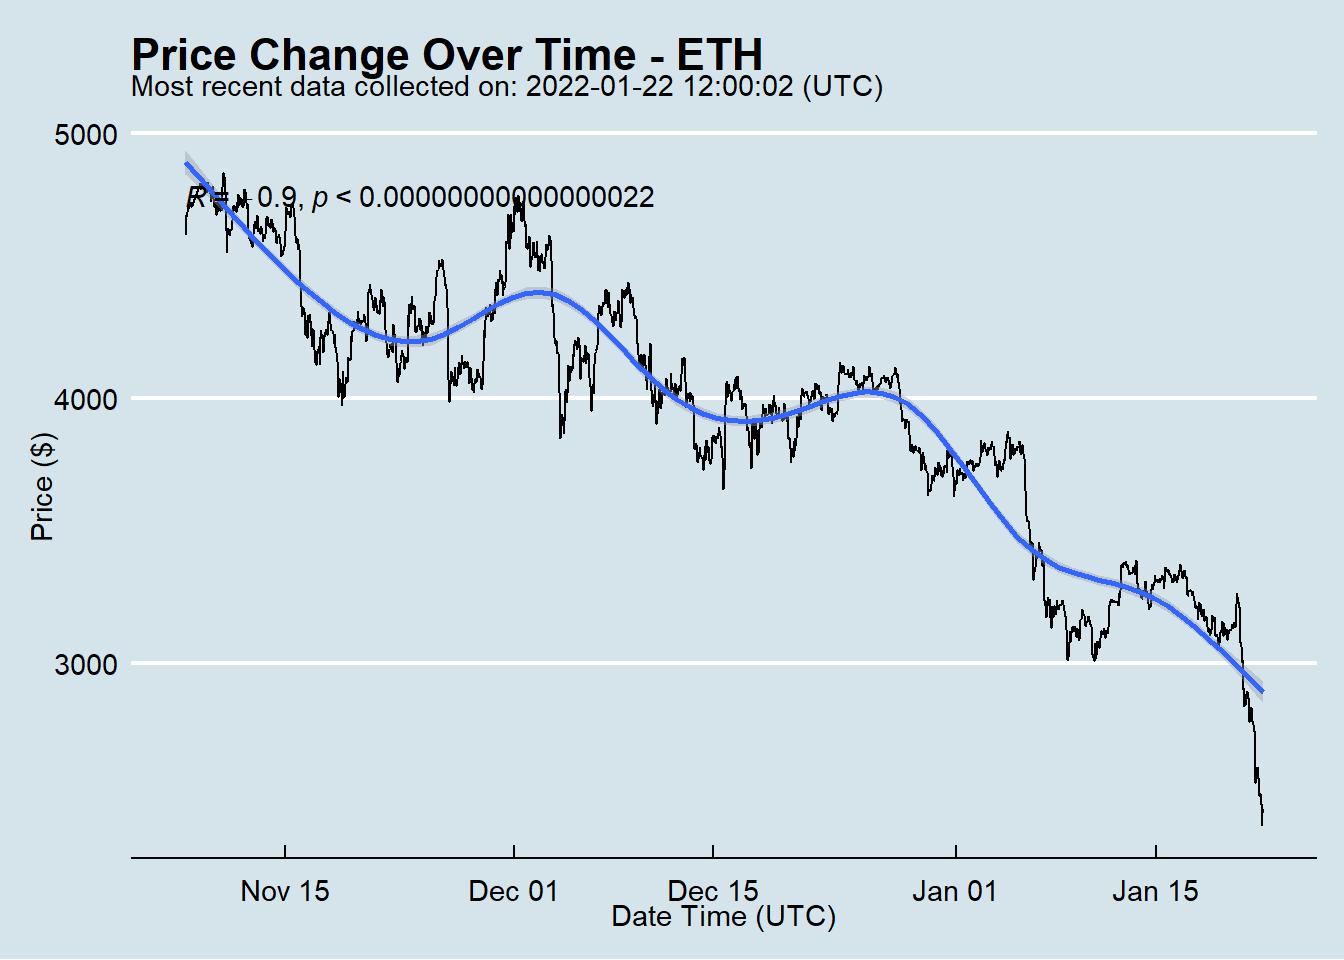 Price Change Over Time - ETH
Most recent data collected on: 2022-01-22 12:00:02 (UTC)
5000
R = - 0.9, p < 0.00000000000000022
4000
Price ($)
3000
Nov 15
Dec 01
Dec 15
Jan 01
Jan 15
Date Time (UTC)